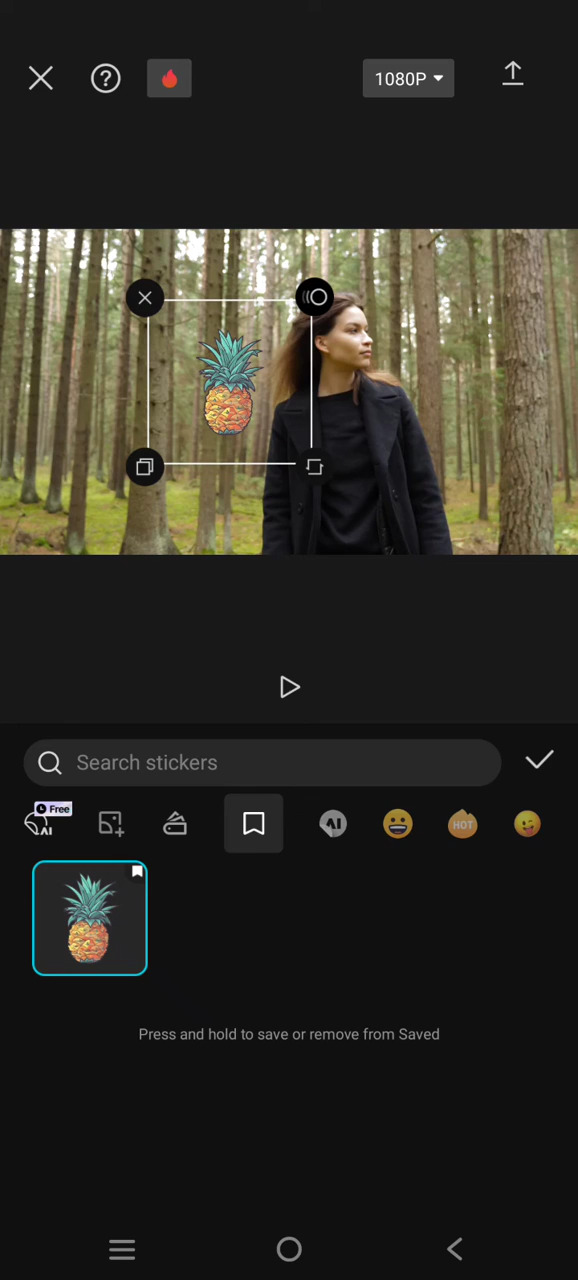 1080P
Search stickers
Free
AI
AI
HOT
Press and hold to save or remove from Saved